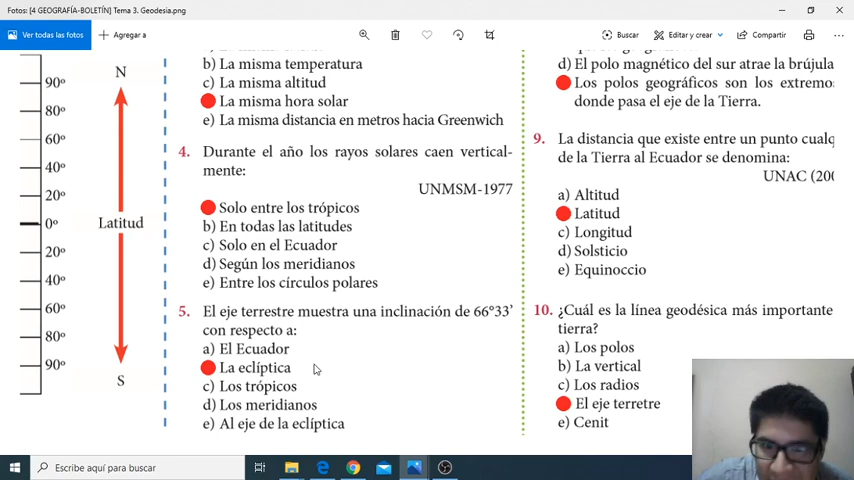 Fotos: [4 GEOGRAFÍA-BOLETÍN] Tema 3. Geodesia.png
Ver todas las fotos
Agregar a
Buscar
Editar y crear
Compartir
N
90º
80º
60º
40º
20º
0º
Latitud
20º
40º
60º
80º
90º
S
b) La misma temperatura
c) La misma altitud
La misma hora solar
e) La misma distancia en metros hacia Greenwich
4. Durante el año los rayos solares caen vertical-
mente:
UNMSM-1977
Solo entre los trópicos
b) En todas las latitudes
c) Solo en el Ecuador
d) Según los meridianos
e) Entre los círculos polares
5. El eje terrestre muestra una inclinación de 66º33’
con respecto a:
a) El Ecuador
La eclíptica
c) Los trópicos
d) Los meridianos
e) Al eje de la eclíptica
d) El polo magnético del sur atrae la brújula
Los polos geográficos son los extremo
donde pasa el eje de la Tierra.
9. La distancia que existe entre un punto cualq
de la Tierra al Ecuador se denomina:
UNAC (200
a) Altitud
Latitud
c) Longitud
d) Solsticio
e) Equinoccio
10. ¿Cuál es la línea geodésica más importante
tierra?
a) Los polos
b) La vertical
c) Los radios
El eje terretre
e) Cenit
Escribe aquí para buscar